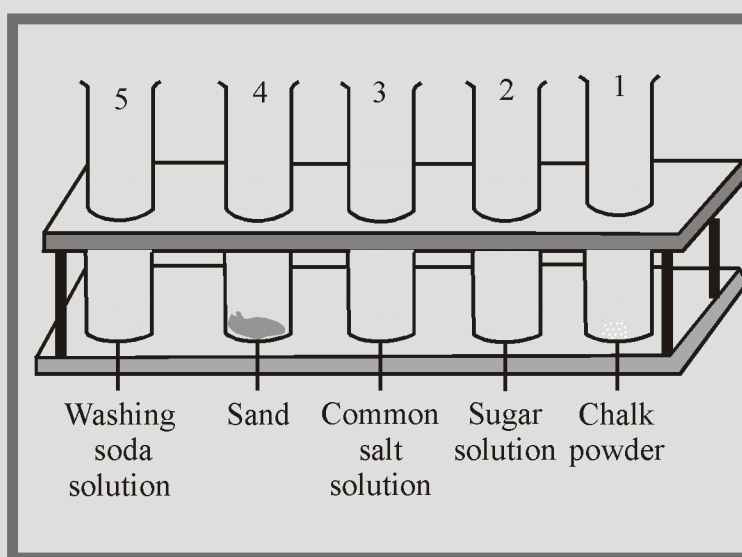 5 4 3 2 1
Washing
soda
solution
Sand
Common
salt
solution
Sugar
solution
Chalk
powder